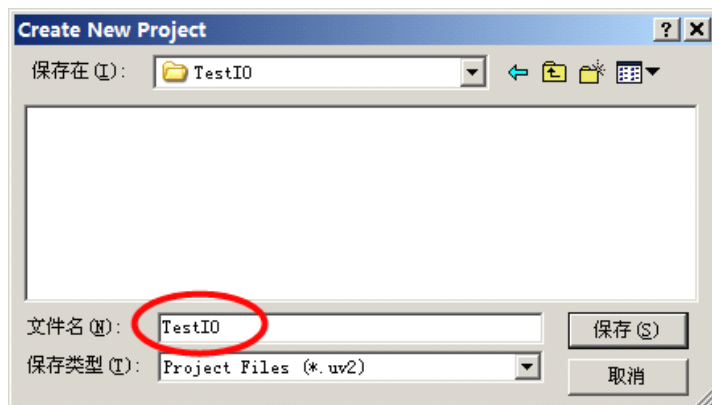 Create New Project
保存在(I):
TestIO
文件名(N):
TestIO
保存(S)
保存类型(T):
Project Files (*.uv2)
取消